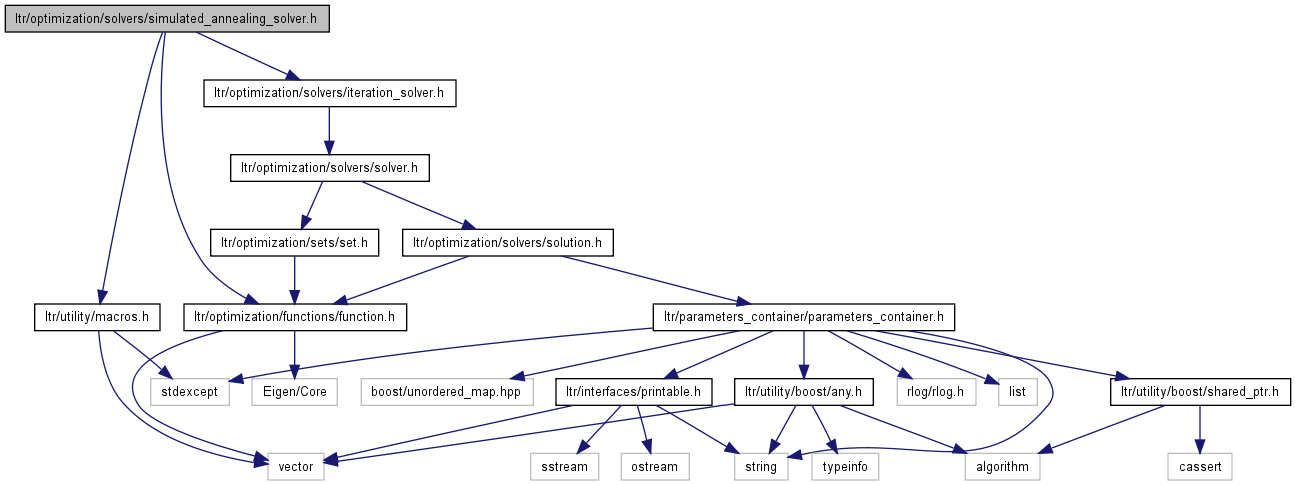 ltr/optimization/solvers/simulated_annealing_solver.h
ltr/optimization/solvers/iteration_solver.h
ltr/optimization/solvers/solver.h
ltr/optimization/sets/set.h
ltr/optimization/solvers/solution.h
ltr/utility/macros.h
ltr/optimization/functions/function.h
ltr/parameters_container/parameters_container.h
stdexcept
Eigen/Core
boost/unordered_map.hpp
ltr/interfaces/printable.h
ltr/utility/boost/any.h
rlog/rlog.h
list
ltr/utility/boost/shared_ptr.h
vector
sstream
ostream
string
typeinfo
algorithm
cassert